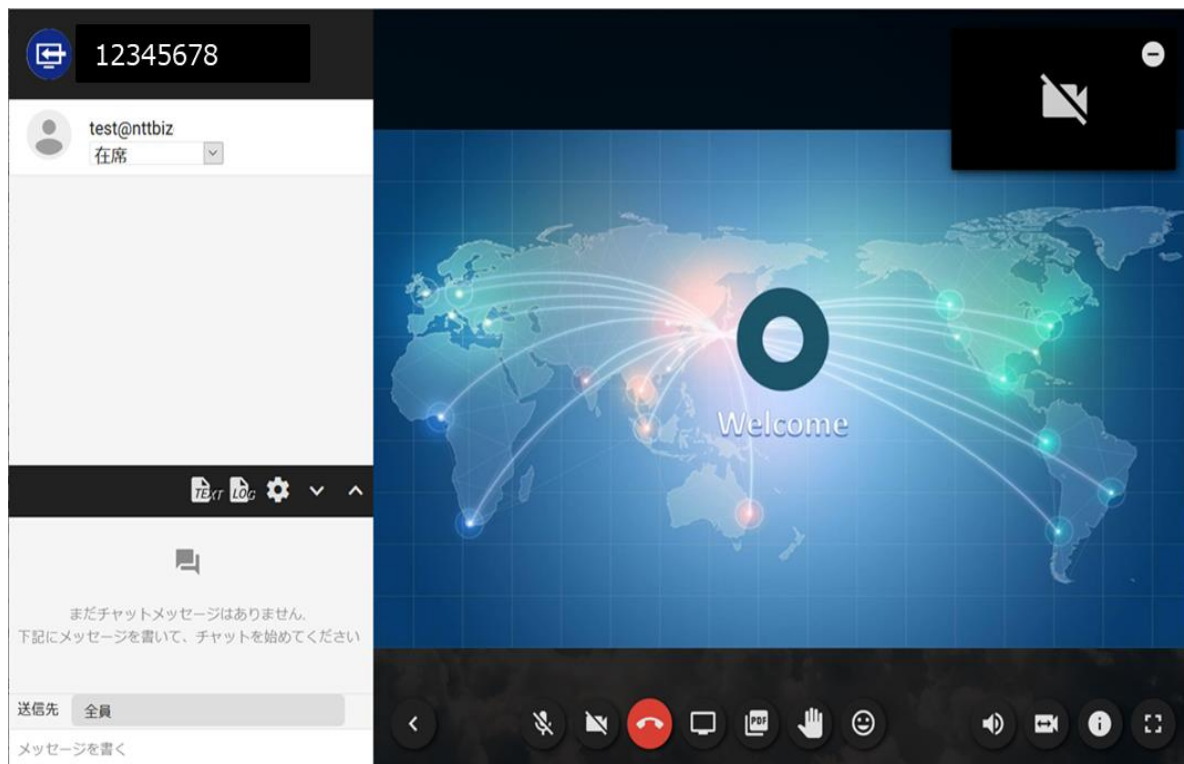 12345678
test@nttbiz
在席
Welcome
TEXT LOG
まだチャットメッセージはありません.
下記にメッセージを書いて、チャットを始めてください
送信先 全員
メッセージを書く
PDF